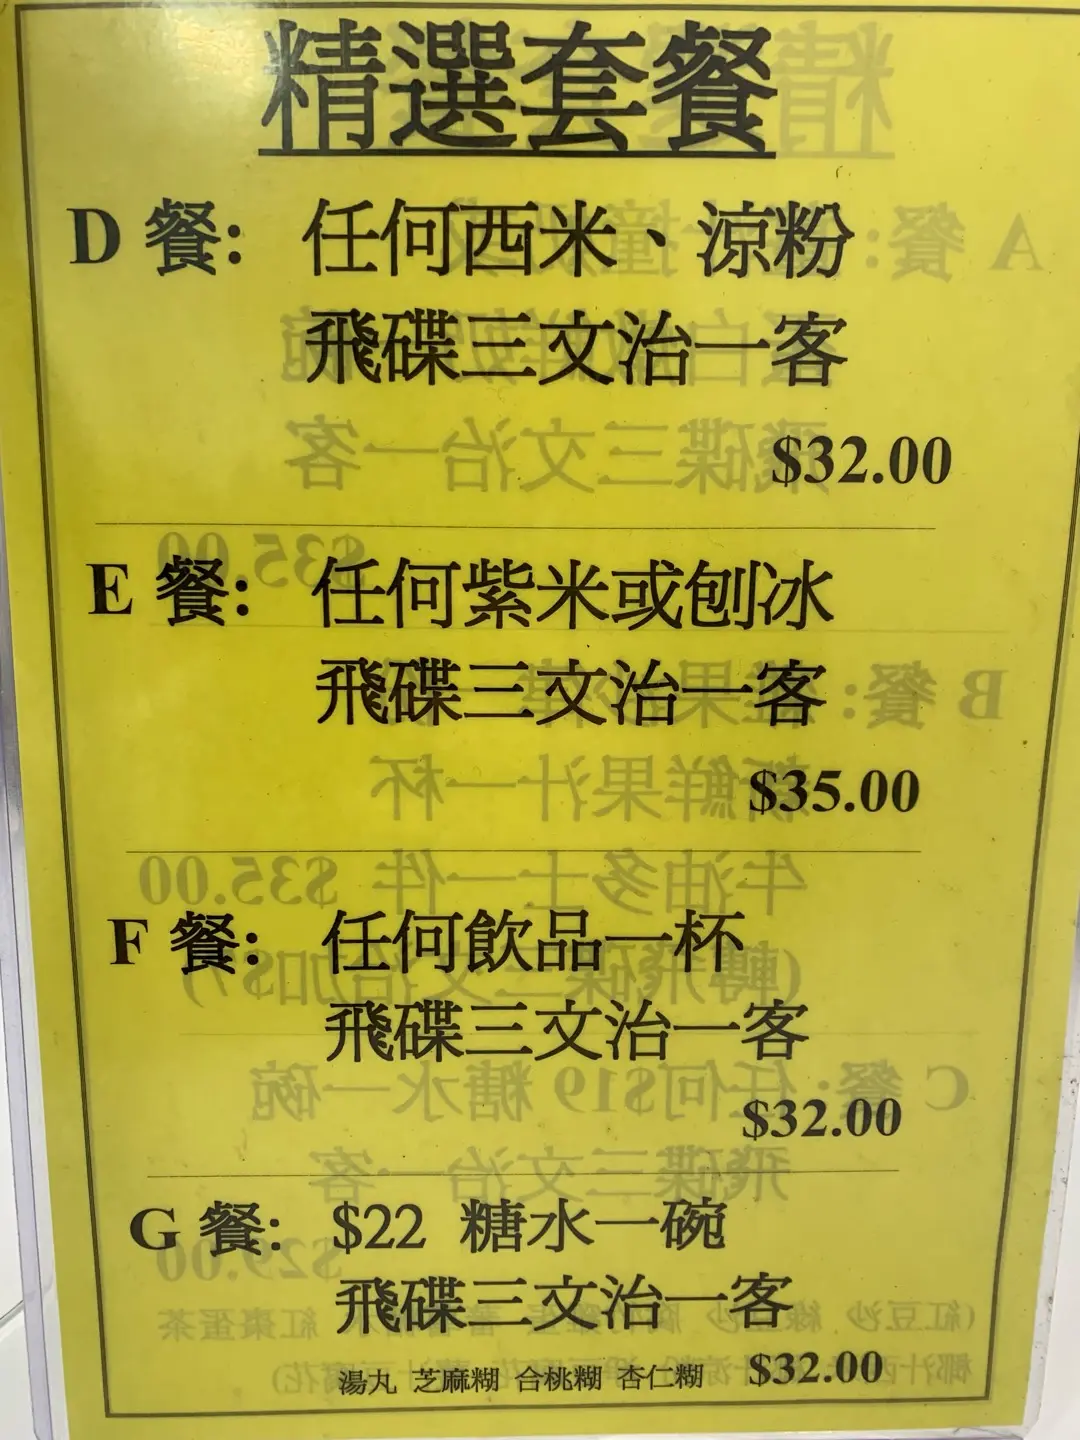 精選套餐
D 餐: 任何西米、涼粉
飛碟三文治一客
$32.00
E 餐: 任何紫米或刨冰
飛碟三文治一客
$35.00
F 餐: 任何飲品一杯
飛碟三文治一客
$32.00
G 餐: $22 糖水一碗
飛碟三文治一客
湯丸 芝麻糊 合桃糊 杏仁糊 $32.00